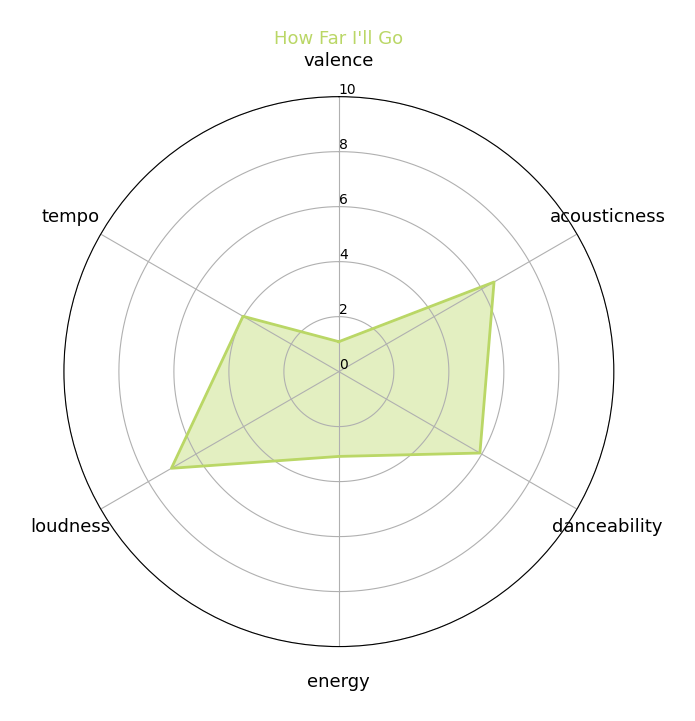 How Far I'll Go
valence
10
8
6
4
2
0
tempo
acousticness
loudness
danceability
energy